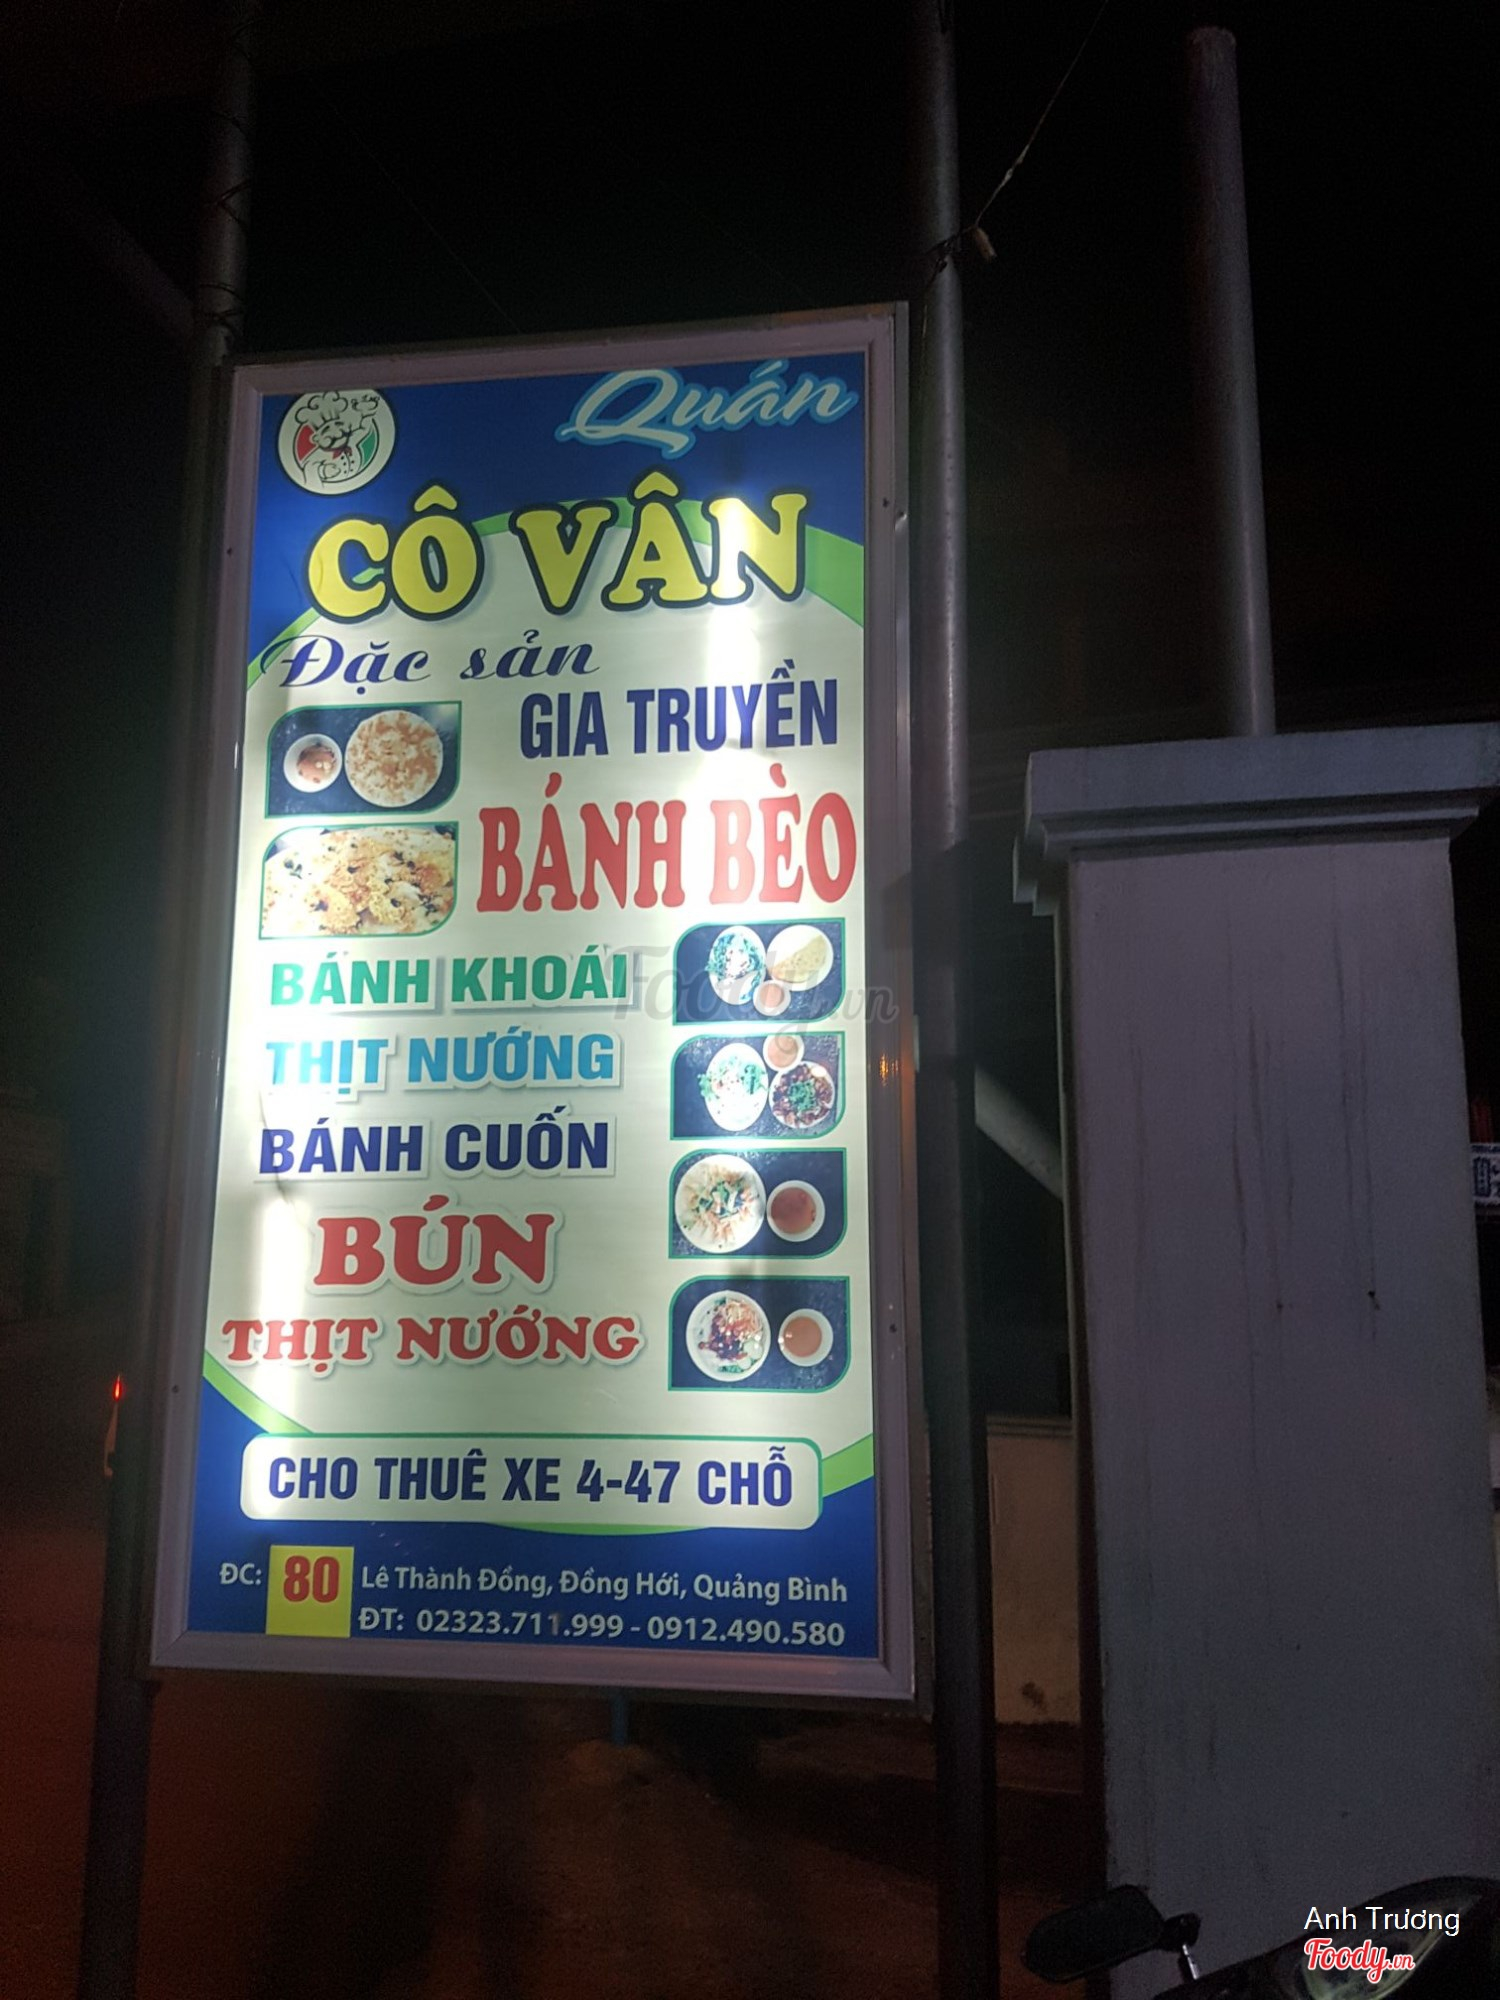 Quán
CÔ VÂN
Đặc sản
GIA TRUYỀN
BÁNH BÈO
BÁNH KHOÁI
THỊT NƯỚNG
BÁNH CUỐN
BÚN
THỊT NƯỚNG
CHO THUÊ XE 4-47 CHỖ
ĐC: 80 Lê Thành Đồng, Đồng Hới, Quảng Bình
ĐT: 02323.711.999 - 0912.490.580
Foody.vn
Anh Trương
Foody.vn